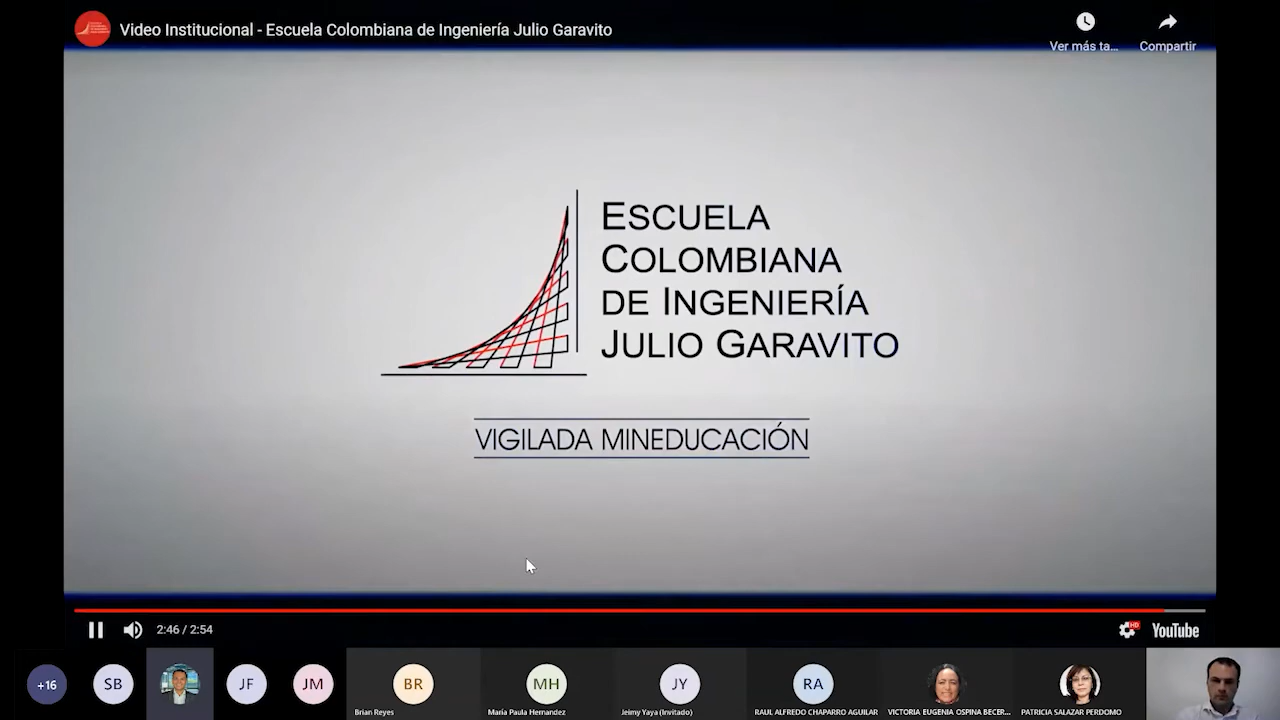 Video Institucional - Escuela Colombiana de Ingeniería Julio Garavito
Ver más ta...
Compartir
ESCUELA
COLOMBIANA
DE INGENIERÍA
JULIO GARAVITO
VIGILADA MINEDUCACIÓN
2:46 / 2:54
HD
YouTube
+16
SB
JF
JM
BR
MH
JY
RA
Brian Reyes
María Paula Hernandez
Jeimy Yaya (Invitado)
RAUL ALFREDO CHAPARRO AGUILAR
VICTORIA EUGENIA OSPINA BECER...
PATRICIA SALAZAR PERDOMO